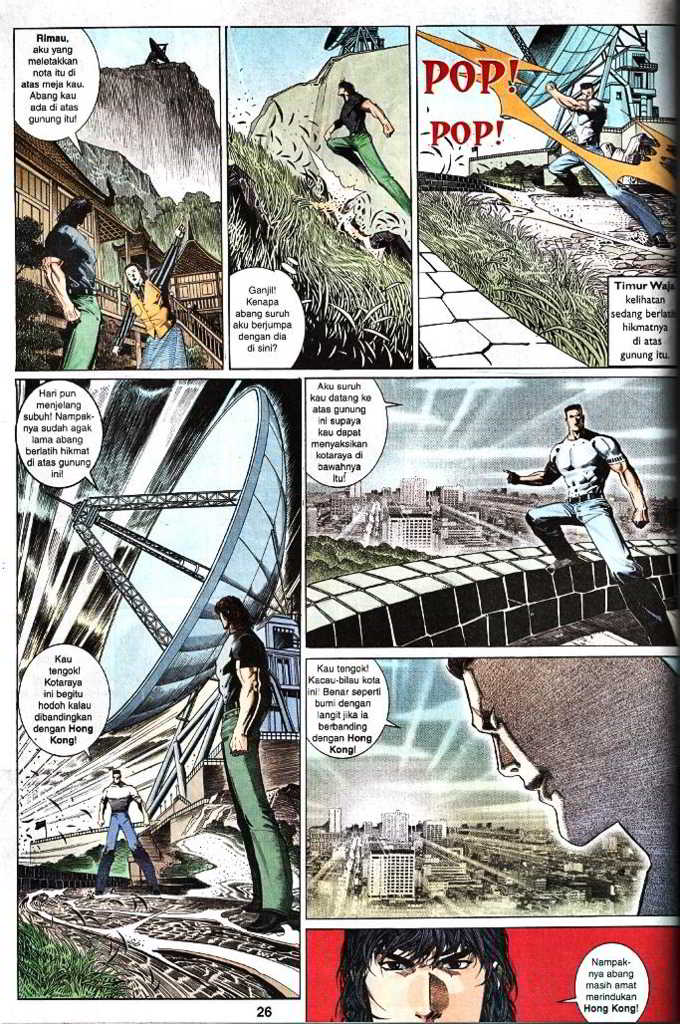 Rimau,
aku yang
meletakkan
nota itu di
atas meja kau.
Abang kau
ada di atas
gunung itu!
Ganjil!
Kenapa
abang suruh
aku berjumpa
dengan dia
di sini?
POP!
POP!
Timur Waja
kelihatan
sedang berlatih
hikmatnya
di atas
gunung itu.
Hari pun
menjelang
subuh! Nampak-
nya sudah agak
lama abang
berlatih hikmat
di atas gunung
ini!
Kau
tengok!
Kotaraya
ini begitu
hodoh kalau
dibandingkan
dengan Hong
Kong!
Aku suruh
kau datang ke
atas gunung
ini supaya
kau dapat
menyaksikan
kotaraya di
bawahnya
itu!
Kau tengok!
Kacau-bilau kota
ini! Benar seperti
bumi dengan
langit jika ia
berbanding
dengan Hong
Kong!
Nampak-
nya abang
masih amat
merindukan
Hong Kong!
26